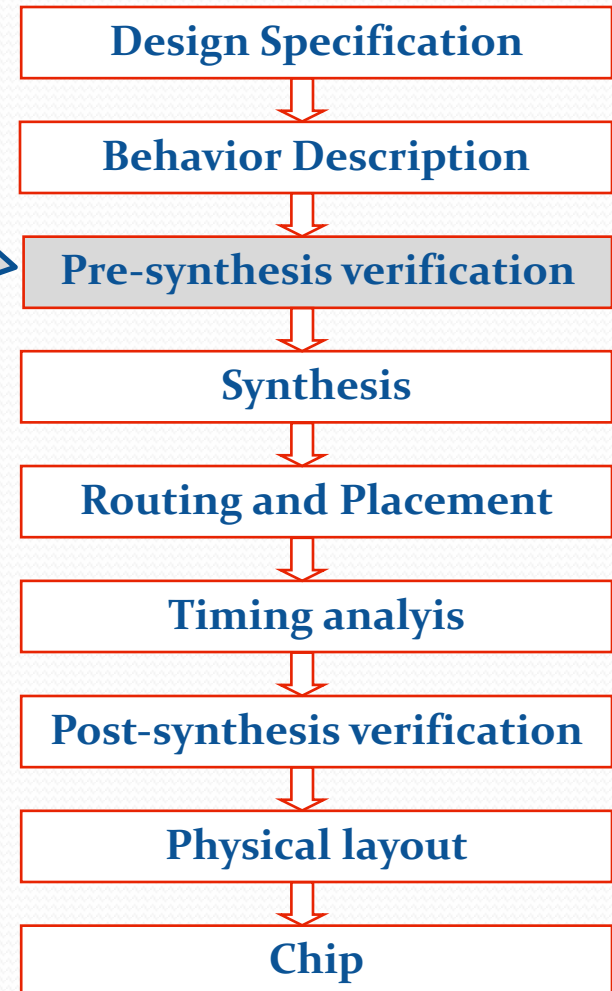 Design Specification
Behavior Description
Pre-synthesis verification
Synthesis
Routing and Placement
Timing analyis
Post-synthesis verification
Physical layout
Chip